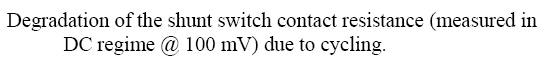 Degradation of the shunt switch contact resistance (measured in
DC regime @ 100 mV) due to cycling.